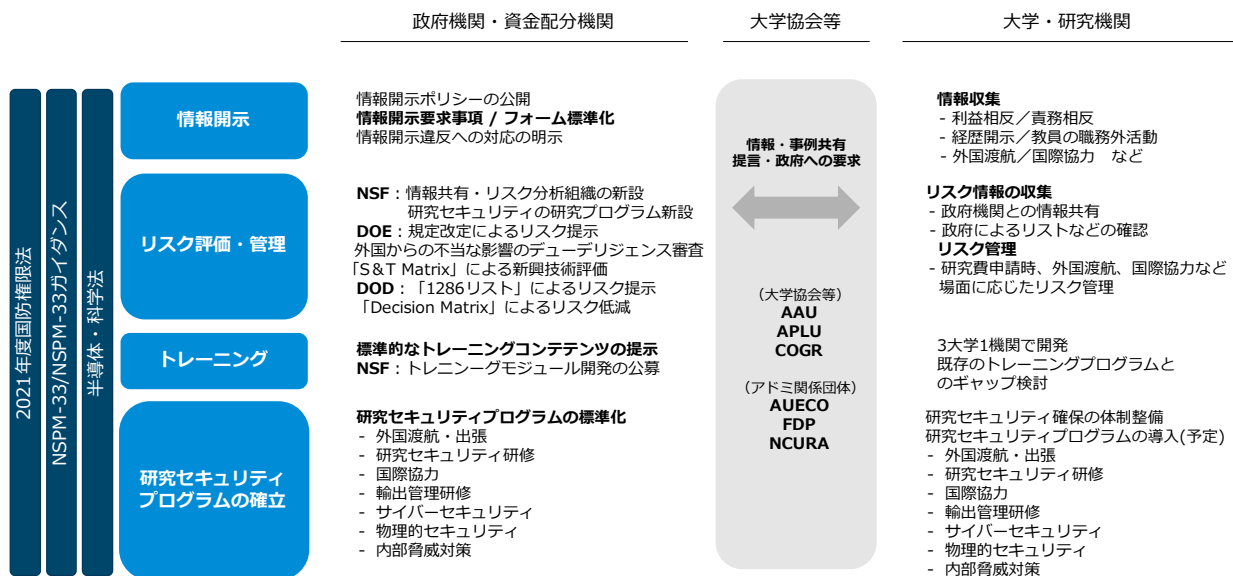 政府機関・資金配分機関
大学協会等
大学・研究機関
2021年度国防権限法
NSPM-33/NSPM-33ガイダンス
半導体・科学法
情報開示
情報開示ポリシーの公開
情報開示要求事項 / フォーム標準化
情報開示違反への対応の明示
リスク評価・管理
NSF：情報共有・リスク分析組織の新設
研究セキュリティの研究プログラム新設
DOE：規定改定によるリスク提示
外国からの不当な影響のデューデリジェンス審査
「S&T Matrix」による新興技術評価
DOD：「1286リスト」によるリスク提示
「Decision Matrix」によるリスク低減
トレーニング
標準的なトレーニングコンテテンツの提示
NSF：トレニーングモジュール開発の公募
研究セキュリティ
プログラムの確立
研究セキュリティプログラムの標準化
- 外国渡航・出張
- 研究セキュリティ研修
- 国際協力
- 輸出管理研修
- サイバーセキュリティ
- 物理的セキュリティ
- 内部脅威対策
情報・事例共有
提言・政府への要求
（大学協会等）
AAU
APLU
COGR
（アドミ関係団体）
AUECO
FDP
NCURA
情報収集
- 利益相反／責務相反
- 経歴開示／教員の職務外活動
- 外国渡航／国際協力　など
リスク情報の収集
- 政府機関との情報共有
- 政府によるリストなどの確認
リスク管理
- 研究費申請時、外国渡航、国際協力など
場面に応じたリスク管理
3大学1機関で開発
既存のトレーニングプログラムと
のギャップ検討
研究セキュリティ確保の体制整備
研究セキュリティプログラムの導入(予定)
- 外国渡航・出張
- 研究セキュリティ研修
- 国際協力
- 輸出管理研修
- サイバーセキュリティ
- 物理的セキュリティ
- 内部脅威対策